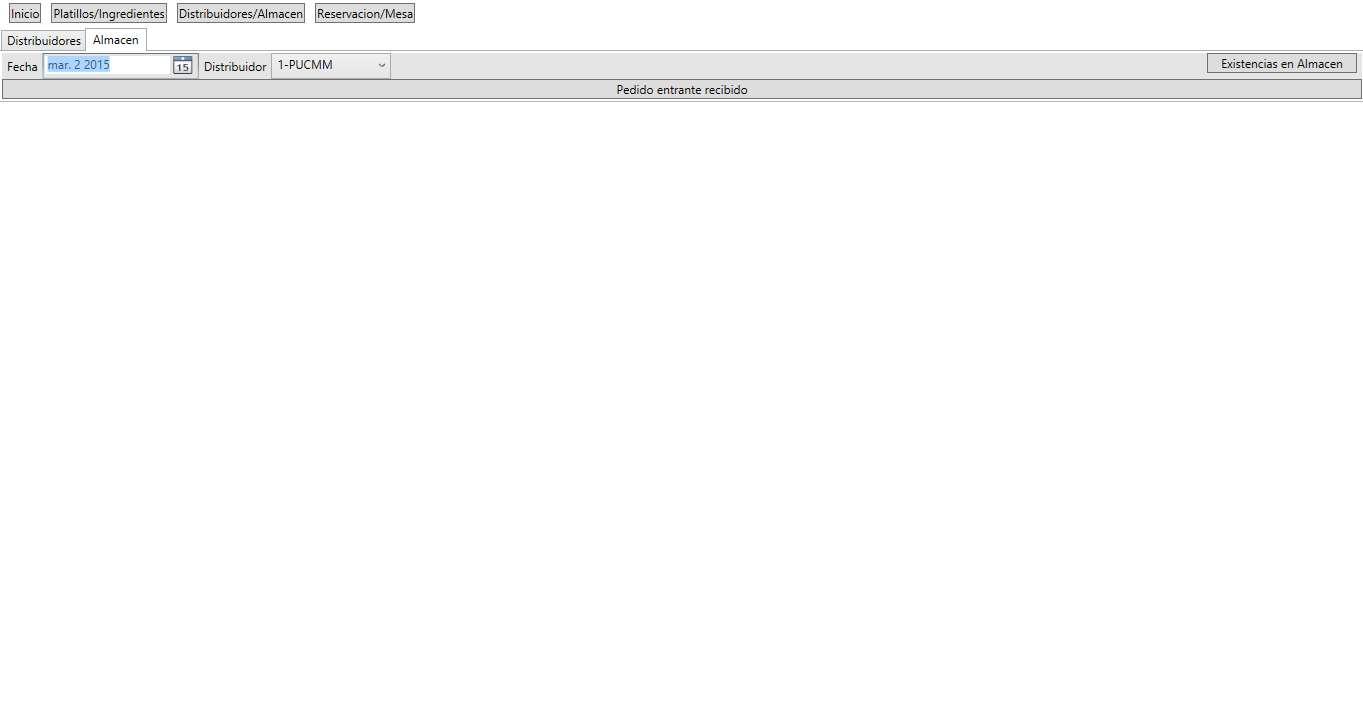 Inicio Platillos/Ingredientes Distribuidores/Almacen Reservacion/Mesa
Distribuidores Almacen
Fecha mar. 2 2015 15 Distribuidor 1-PUCMM Existencias en Almacen
Pedido entrante recibido